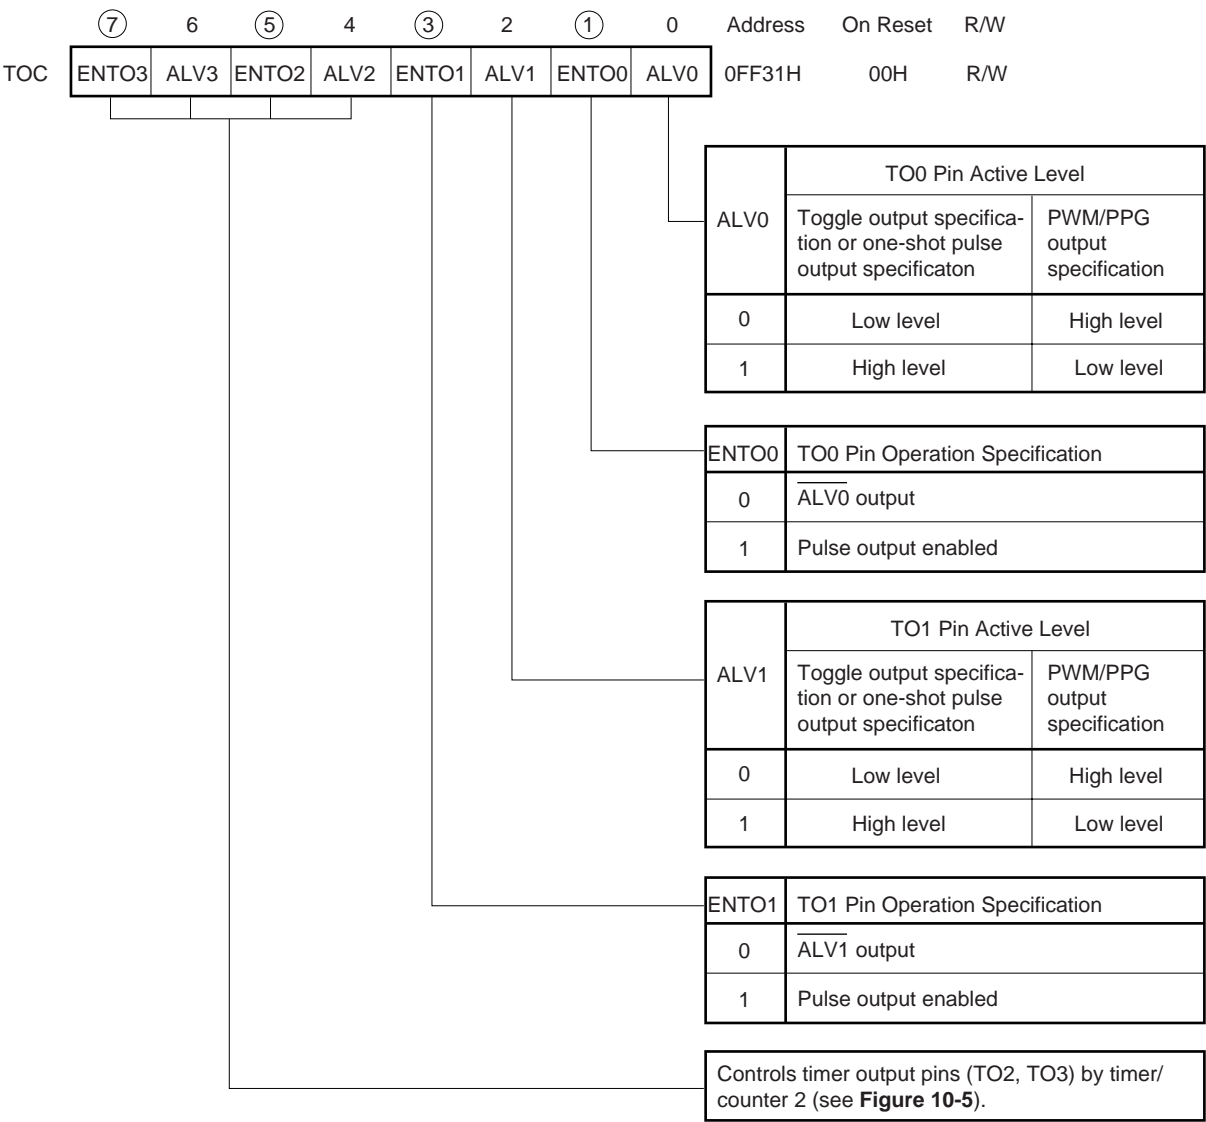 ⑦ 6 ⑤ 4 ③ 2 ① 0 Address On Reset R/W
TOC ENTO3 ALV3 ENTO2 ALV2 ENTO1 ALV1 ENTO0 ALV0 0FF31H 00H R/W
ALV0
TO0 Pin Active Level
Toggle output specifica-
tion or one-shot pulse
output specificaton
PWM/PPG
output
specification
0 Low level High level
1 High level Low level
ENTO0 TO0 Pin Operation Specification
0 A̅L̅V̅0̅ output
1 Pulse output enabled
ALV1
TO1 Pin Active Level
Toggle output specifica-
tion or one-shot pulse
output specificaton
PWM/PPG
output
specification
0 Low level High level
1 High level Low level
ENTO1 TO1 Pin Operation Specification
0 A̅L̅V̅1̅ output
1 Pulse output enabled
Controls timer output pins (TO2, TO3) by timer/
counter 2 (see Figure 10-5).